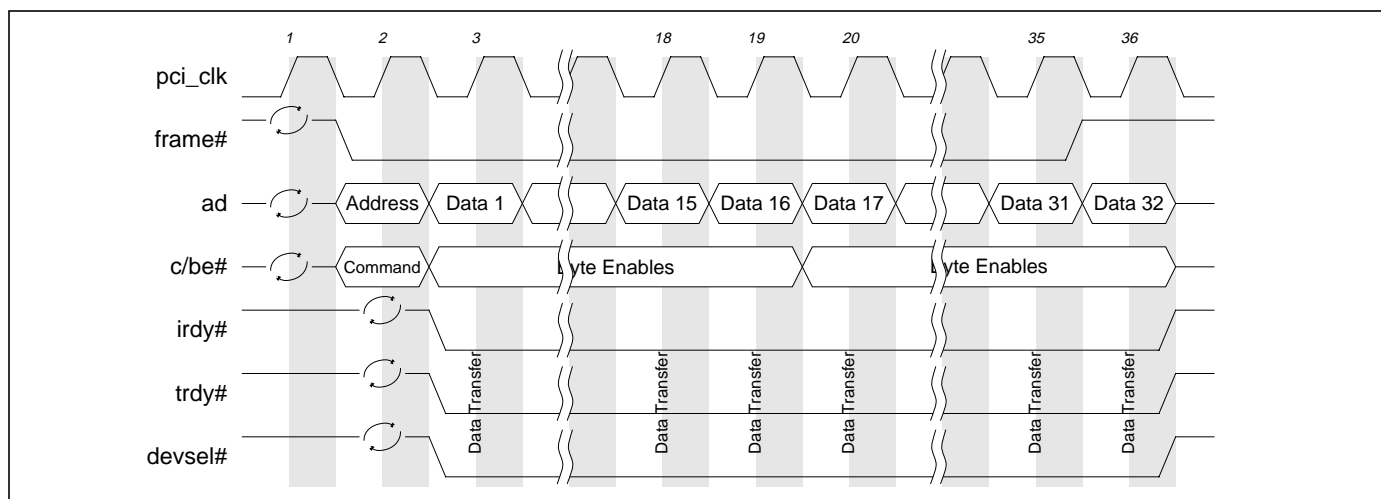 1 2 3 18 19 20 35 36
pci_clk
frame#
ad Address Data 1 Data 15 Data 16 Data 17 Data 31 Data 32
c/be# Command Byte Enables Byte Enables
irdy#
trdy#
devsel#
Data Transfer
Data Transfer
Data Transfer
Data Transfer
Data Transfer
Data Transfer